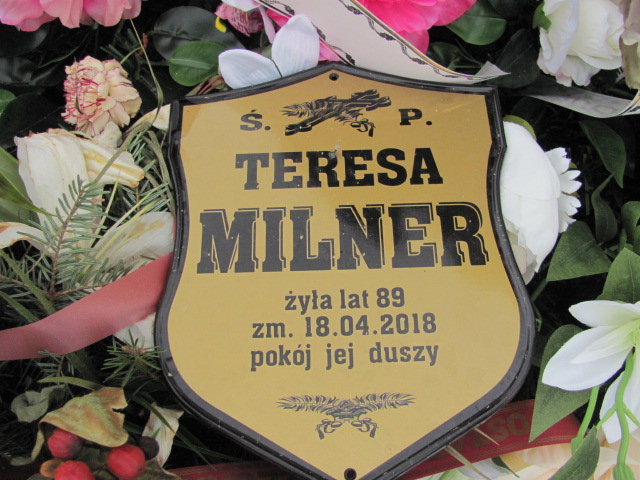 Ś. P.
TERESA
MILNER
żyła lat 89
zm. 18.04.2018
pokój jej duszy